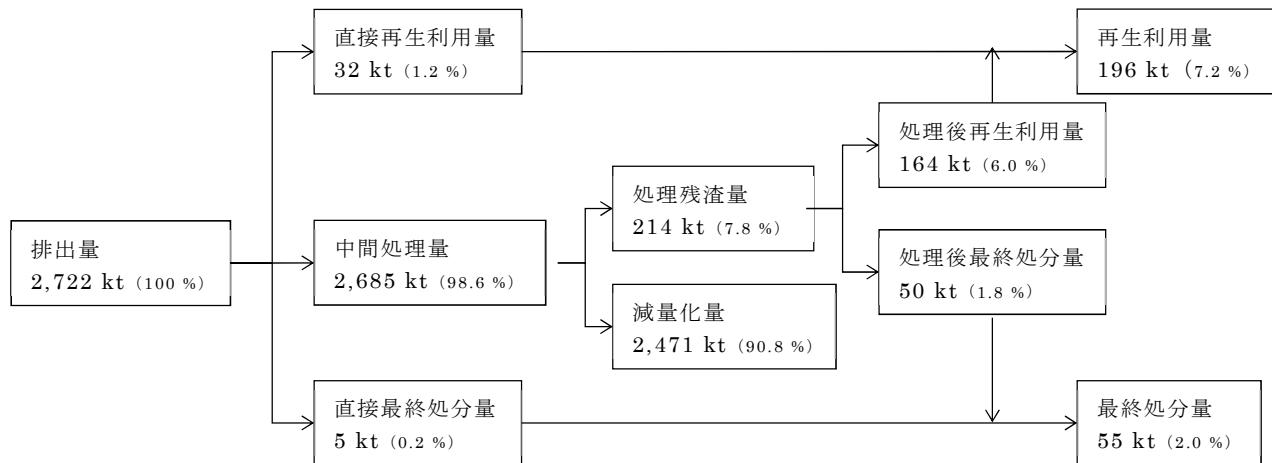 直接再生利用量
32 kt (1.2 %)
再生利用量
196 kt (7.2 %)
処理後再生利用量
164 kt (6.0 %)
処理残渣量
214 kt (7.8 %)
排出量
2,722 kt (100 %)
中間処理量
2,685 kt (98.6 %)
処理後最終処分量
50 kt (1.8 %)
減量化量
2,471 kt (90.8 %)
直接最終処分量
5 kt (0.2 %)
最終処分量
55 kt (2.0 %)